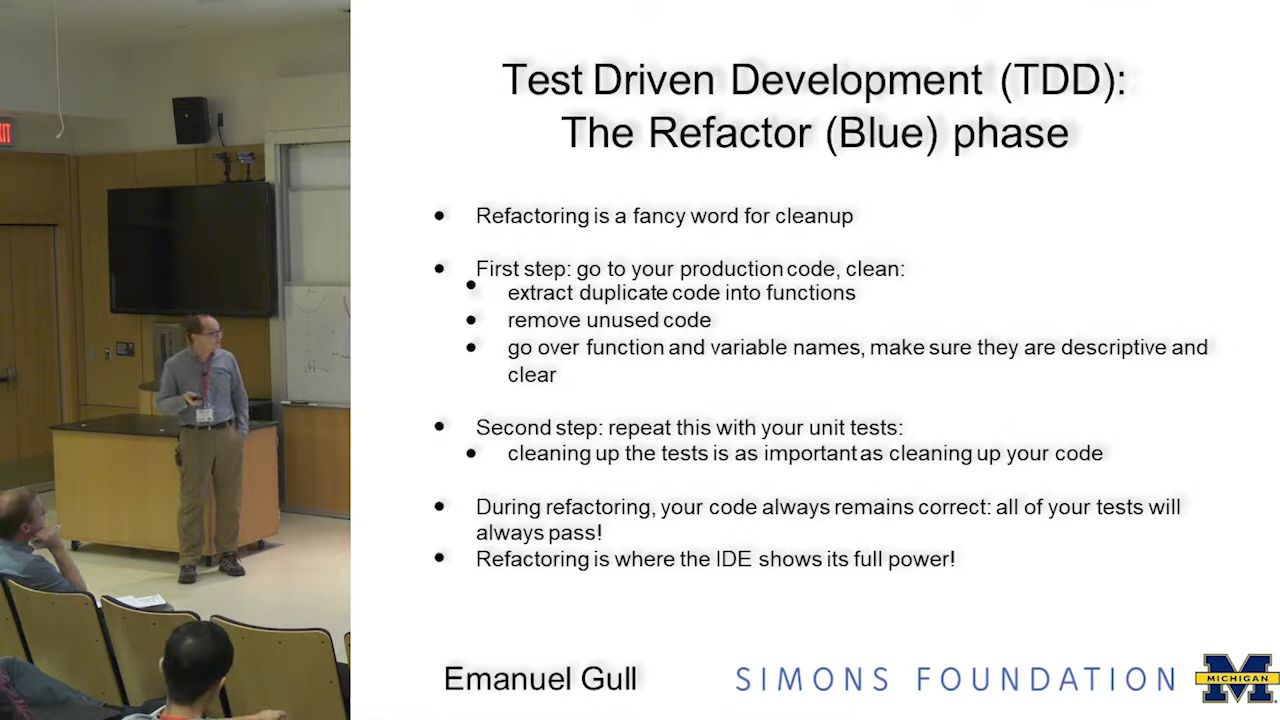 Test Driven Development (TDD):
The Refactor (Blue) phase
• Refactoring is a fancy word for cleanup
• First step: go to your production code, clean:
• extract duplicate code into functions
• remove unused code
• go over function and variable names, make sure they are descriptive and
clear
• Second step: repeat this with your unit tests:
• cleaning up the tests is as important as cleaning up your code
• During refactoring, your code always remains correct: all of your tests will
always pass!
• Refactoring is where the IDE shows its full power!
Emanuel Gull
SIMONS FOUNDATION
M
MICHIGAN